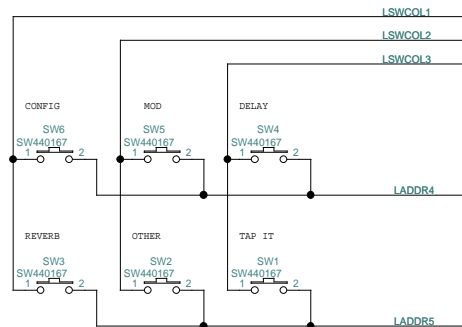 LSWCOL1
LSWCOL2
LSWCOL3
CONFIG MOD DELAY
SW6 SW5 SW4
SW440167 SW440167 SW440167
1 2 1 2 1 2
LADDR4
REVERB OTHER TAP IT
SW3 SW2 SW1
SW440167 SW440167 SW440167
1 2 1 2 1 2
LADDR5